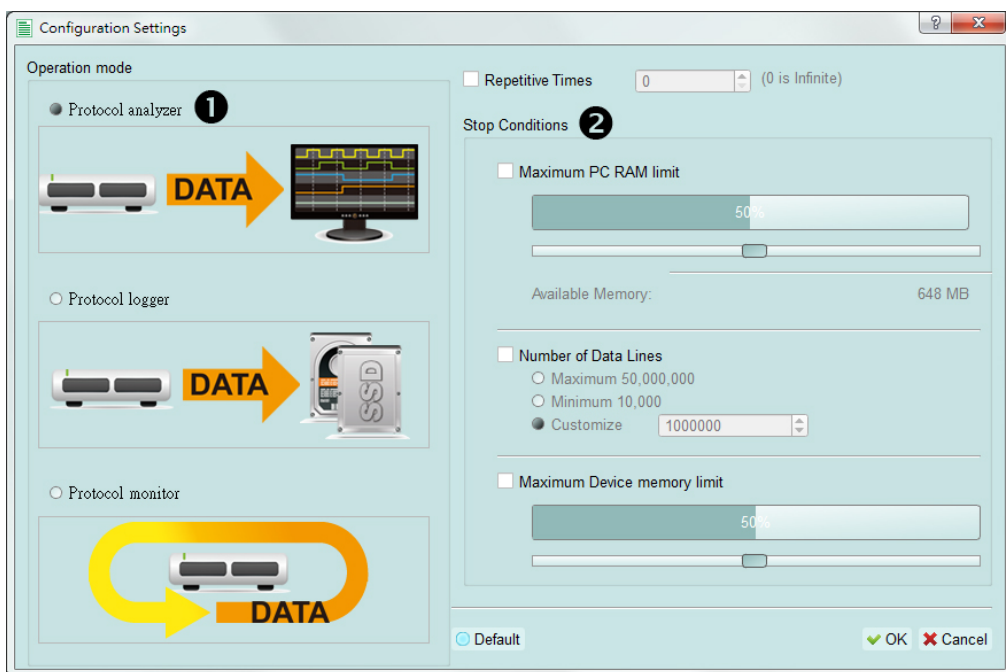 Configuration Settings
Operation mode
❶
Protocol analyzer
DATA
Protocol logger
DATA
SSD
Protocol monitor
DATA
Repetitive Times 0 (0 is Infinite)
Stop Conditions ❷
Maximum PC RAM limit
50%
Available Memory: 648 MB
Number of Data Lines
Maximum 50,000,000
Minimum 10,000
Customize 1000000
Maximum Device memory limit
50%
Default
OK Cancel